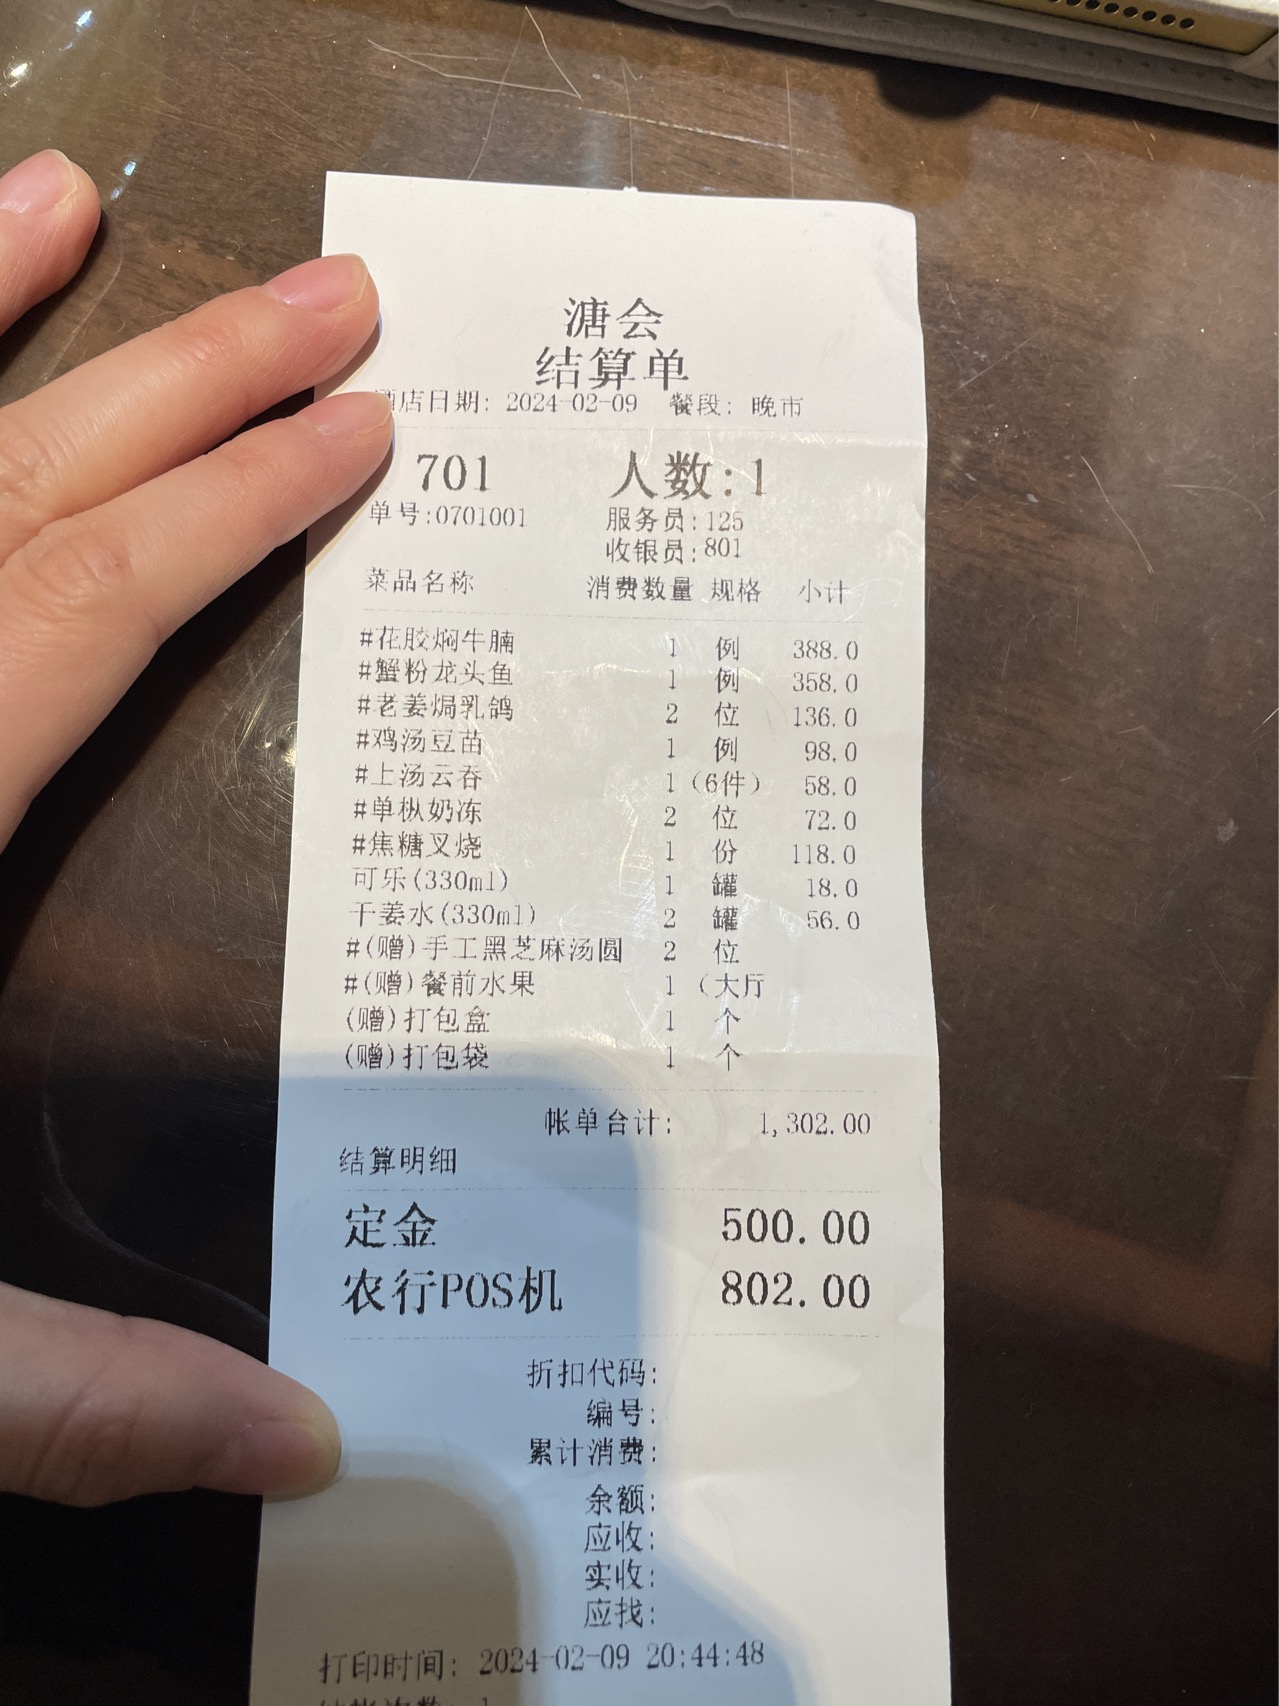 溏会
结算单
酒店日期: 2024-02-09 餐段: 晚市
701 人数:1
单号:0701001 服务员:125
收银员:801
菜品名称 消费数量 规格 小计
#花胶焖牛腩 1 例 388.0
#蟹粉龙头鱼 1 例 358.0
#老姜焗乳鸽 2 位 136.0
#鸡汤豆苗 1 例 98.0
#上汤云吞 1 (6件) 58.0
#单枞奶冻 2 位 72.0
#焦糖叉烧 1 份 118.0
可乐(330ml) 1 罐 18.0
干姜水(330ml) 2 罐 56.0
#(赠)手工黑芝麻汤圆 2 位
#(赠)餐前水果 1 (大厅
(赠)打包盒 1 个
(赠)打包袋 1 个
帐单合计: 1,302.00
结算明细
定金 500.00
农行POS机 802.00
折扣代码:
编号:
累计消费:
余额:
应收:
实收:
应找:
打印时间: 2024-02-09 20:44:48